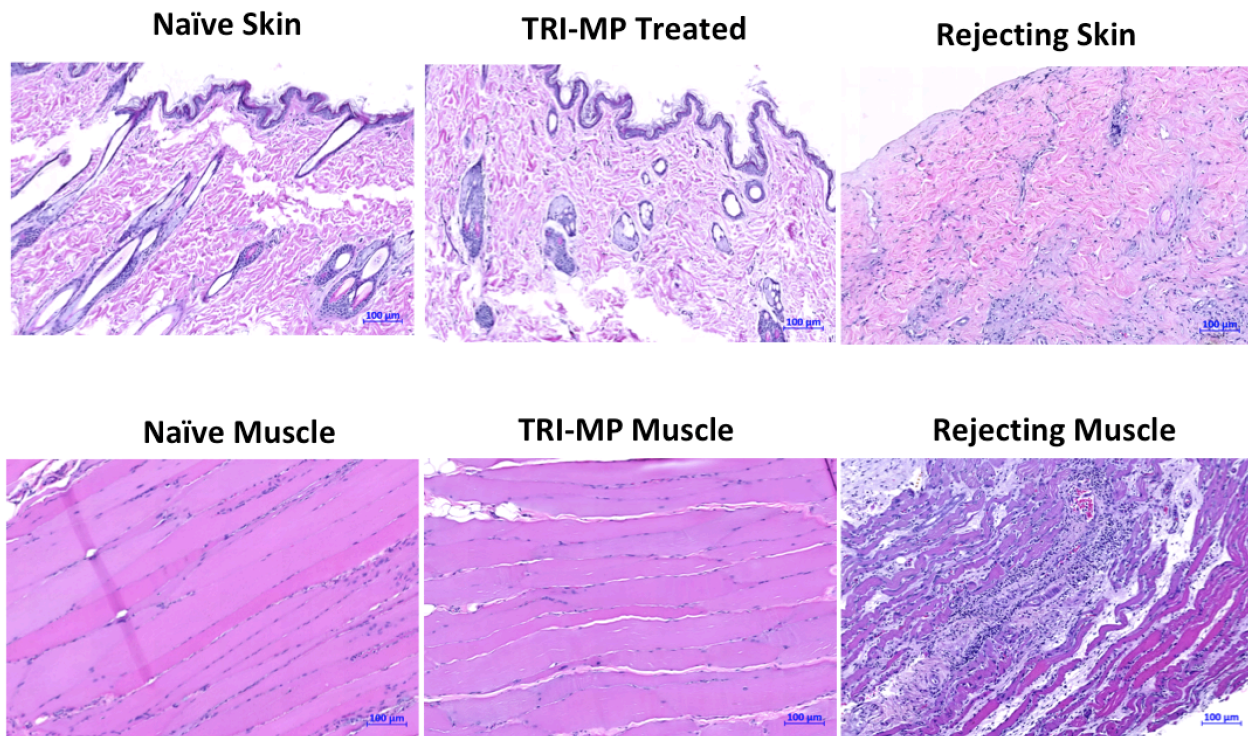 Naïve Skin
TRI-MP Treated
Rejecting Skin
100 µm
100 µm
100 µm
Naïve Muscle
TRI-MP Muscle
Rejecting Muscle
100 µm
100 µm
100 µm